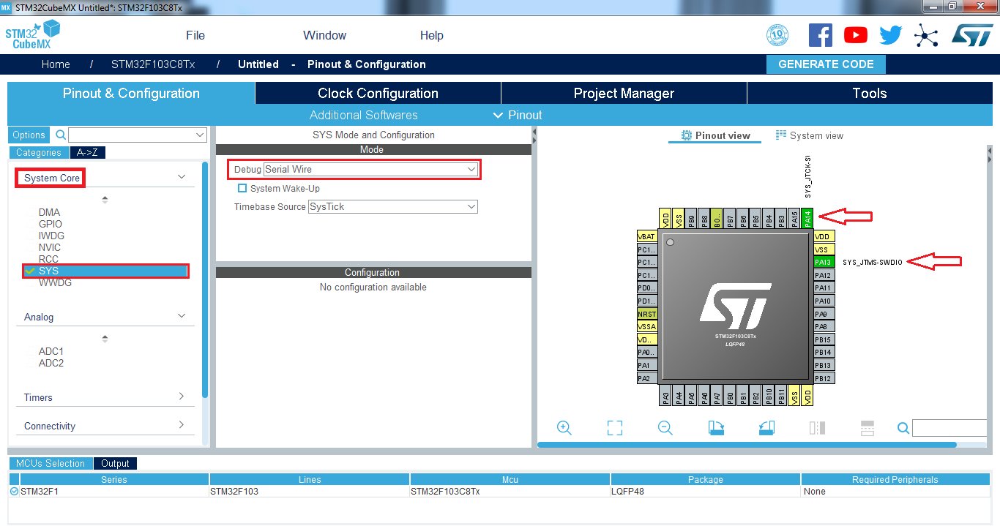 MX STM32CubeMX Untitled*: STM32F103C8Tx
STM32
CubeMX
File Window Help
10
Home / STM32F103C8Tx / Untitled - Pinout & Configuration GENERATE CODE
Pinout & Configuration Clock Configuration Project Manager Tools
Additional Softwares Pinout
Options
Categories A->Z
System Core
DMA
GPIO
IWDG
NVIC
RCC
SYS
WWDG
Analog
ADC1
ADC2
Timers
Connectivity
SYS Mode and Configuration
Mode
Debug Serial Wire
System Wake-Up
Timebase Source SysTick
Configuration
No configuration available
Pinout view System view
SYS_JTCK-S
VDD VSS PB9 PB8 BO.. PB7 PB6 PB5 PB4 PB3 PA15 PA14
VBAT VDD
PC1.. VSS
PC1.. PA13 SYS_JTMS-SWDIO
PC1.. PA12
PD0.. PA11
PD1.. PA10
NRST PA9
VSSA PA8
VD.. PB15
PA0.. PB14
PA1 PB13
PA2 PB12
STM32F103C8Tx
LQFP48
PA3 PA4 PA5 PA6 PA7 PB0 PB1 PB2 PB10 PB11 VSS VDD
MCUs Selection Output
Series Lines Mcu Package Required Peripherals
STM32F1 STM32F103 STM32F103C8Tx LQFP48 None